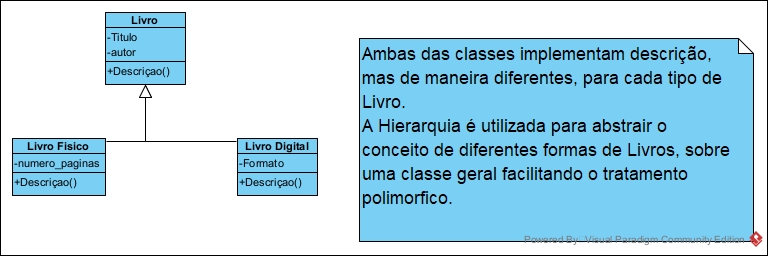 Livro
-Titulo
-autor
+Descriçao()
Livro Fisico
-numero_paginas
+Descriçao()
Livro Digital
-Formato
+Descriçao()
Ambas das classes implementam descrição,
mas de maneira diferentes, para cada tipo de
Livro.
A Hierarquia é utilizada para abstrair o
conceito de diferentes formas de Livros, sobre
uma classe geral facilitando o tratamento
polimorfico.
Powered By: Visual Paradigm Community Edition